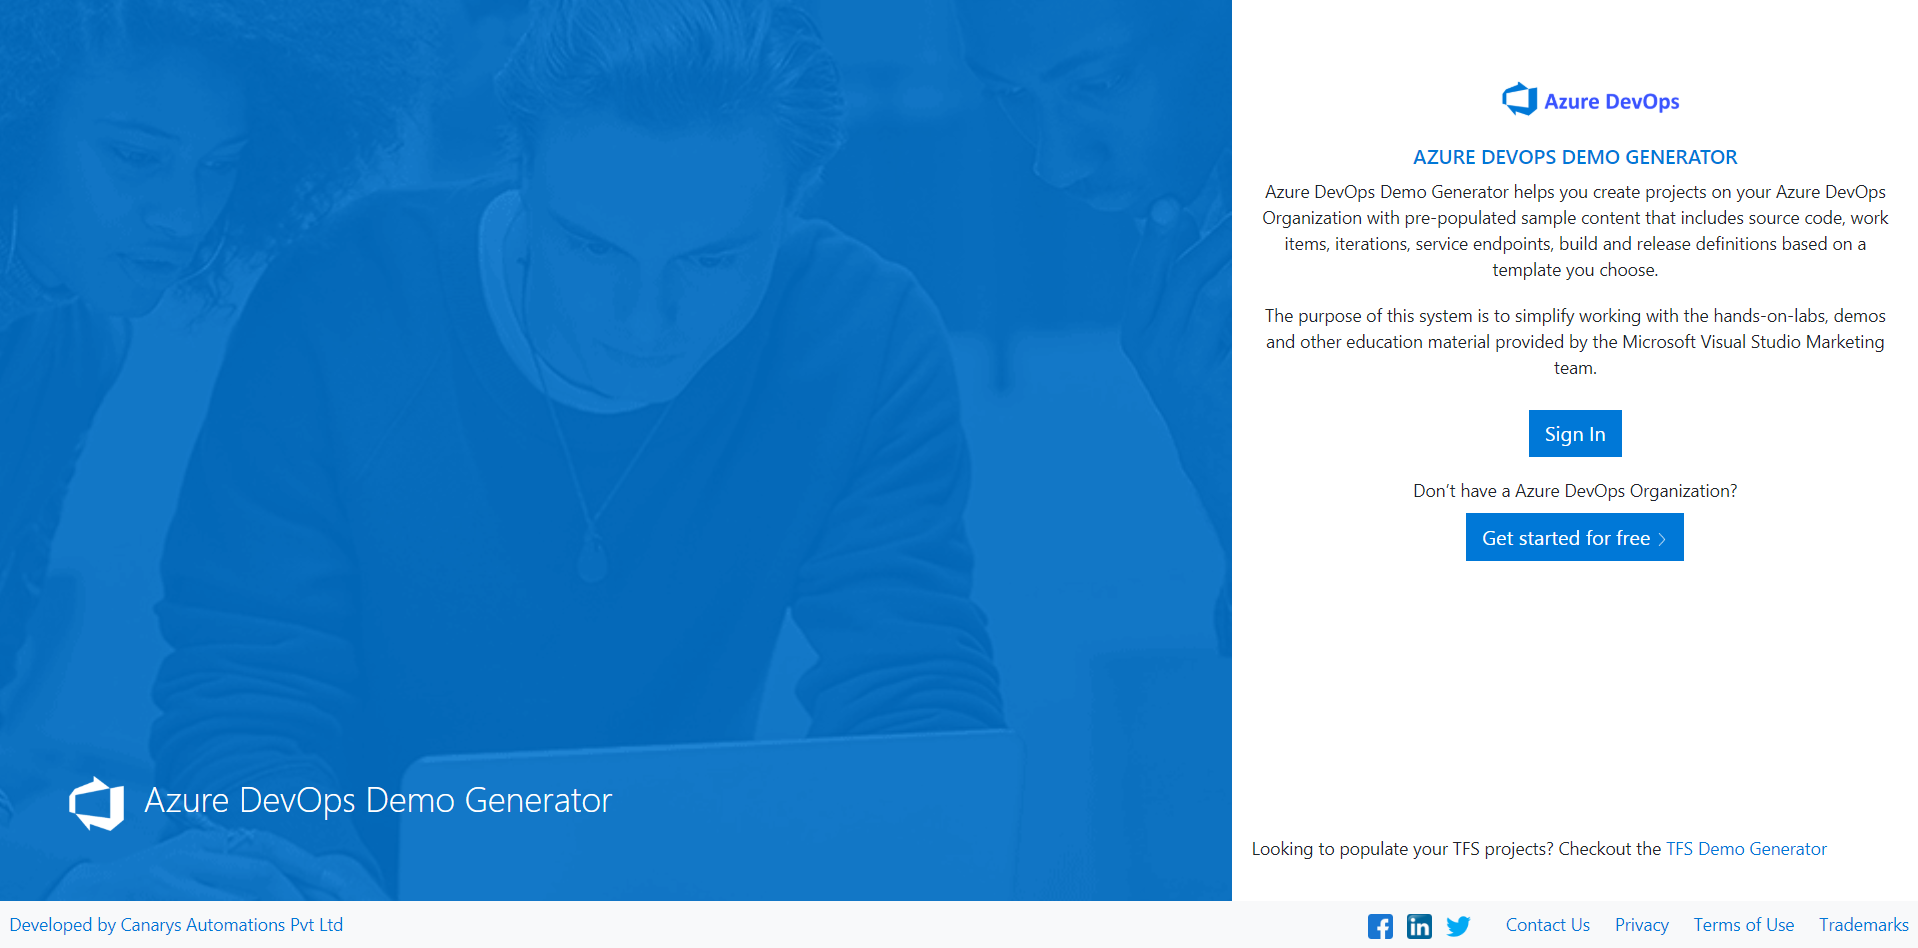 Azure DevOps
AZURE DEVOPS DEMO GENERATOR
Azure DevOps Demo Generator helps you create projects on your Azure DevOps
Organization with pre-populated sample content that includes source code, work
items, iterations, service endpoints, build and release definitions based on a
template you choose.
The purpose of this system is to simplify working with the hands-on-labs, demos
and other education material provided by the Microsoft Visual Studio Marketing
team.
Sign In
Don’t have a Azure DevOps Organization?
Get started for free
Azure DevOps Demo Generator
Looking to populate your TFS projects? Checkout the TFS Demo Generator
Developed by Canarys Automations Pvt Ltd
Contact Us Privacy Terms of Use Trademarks